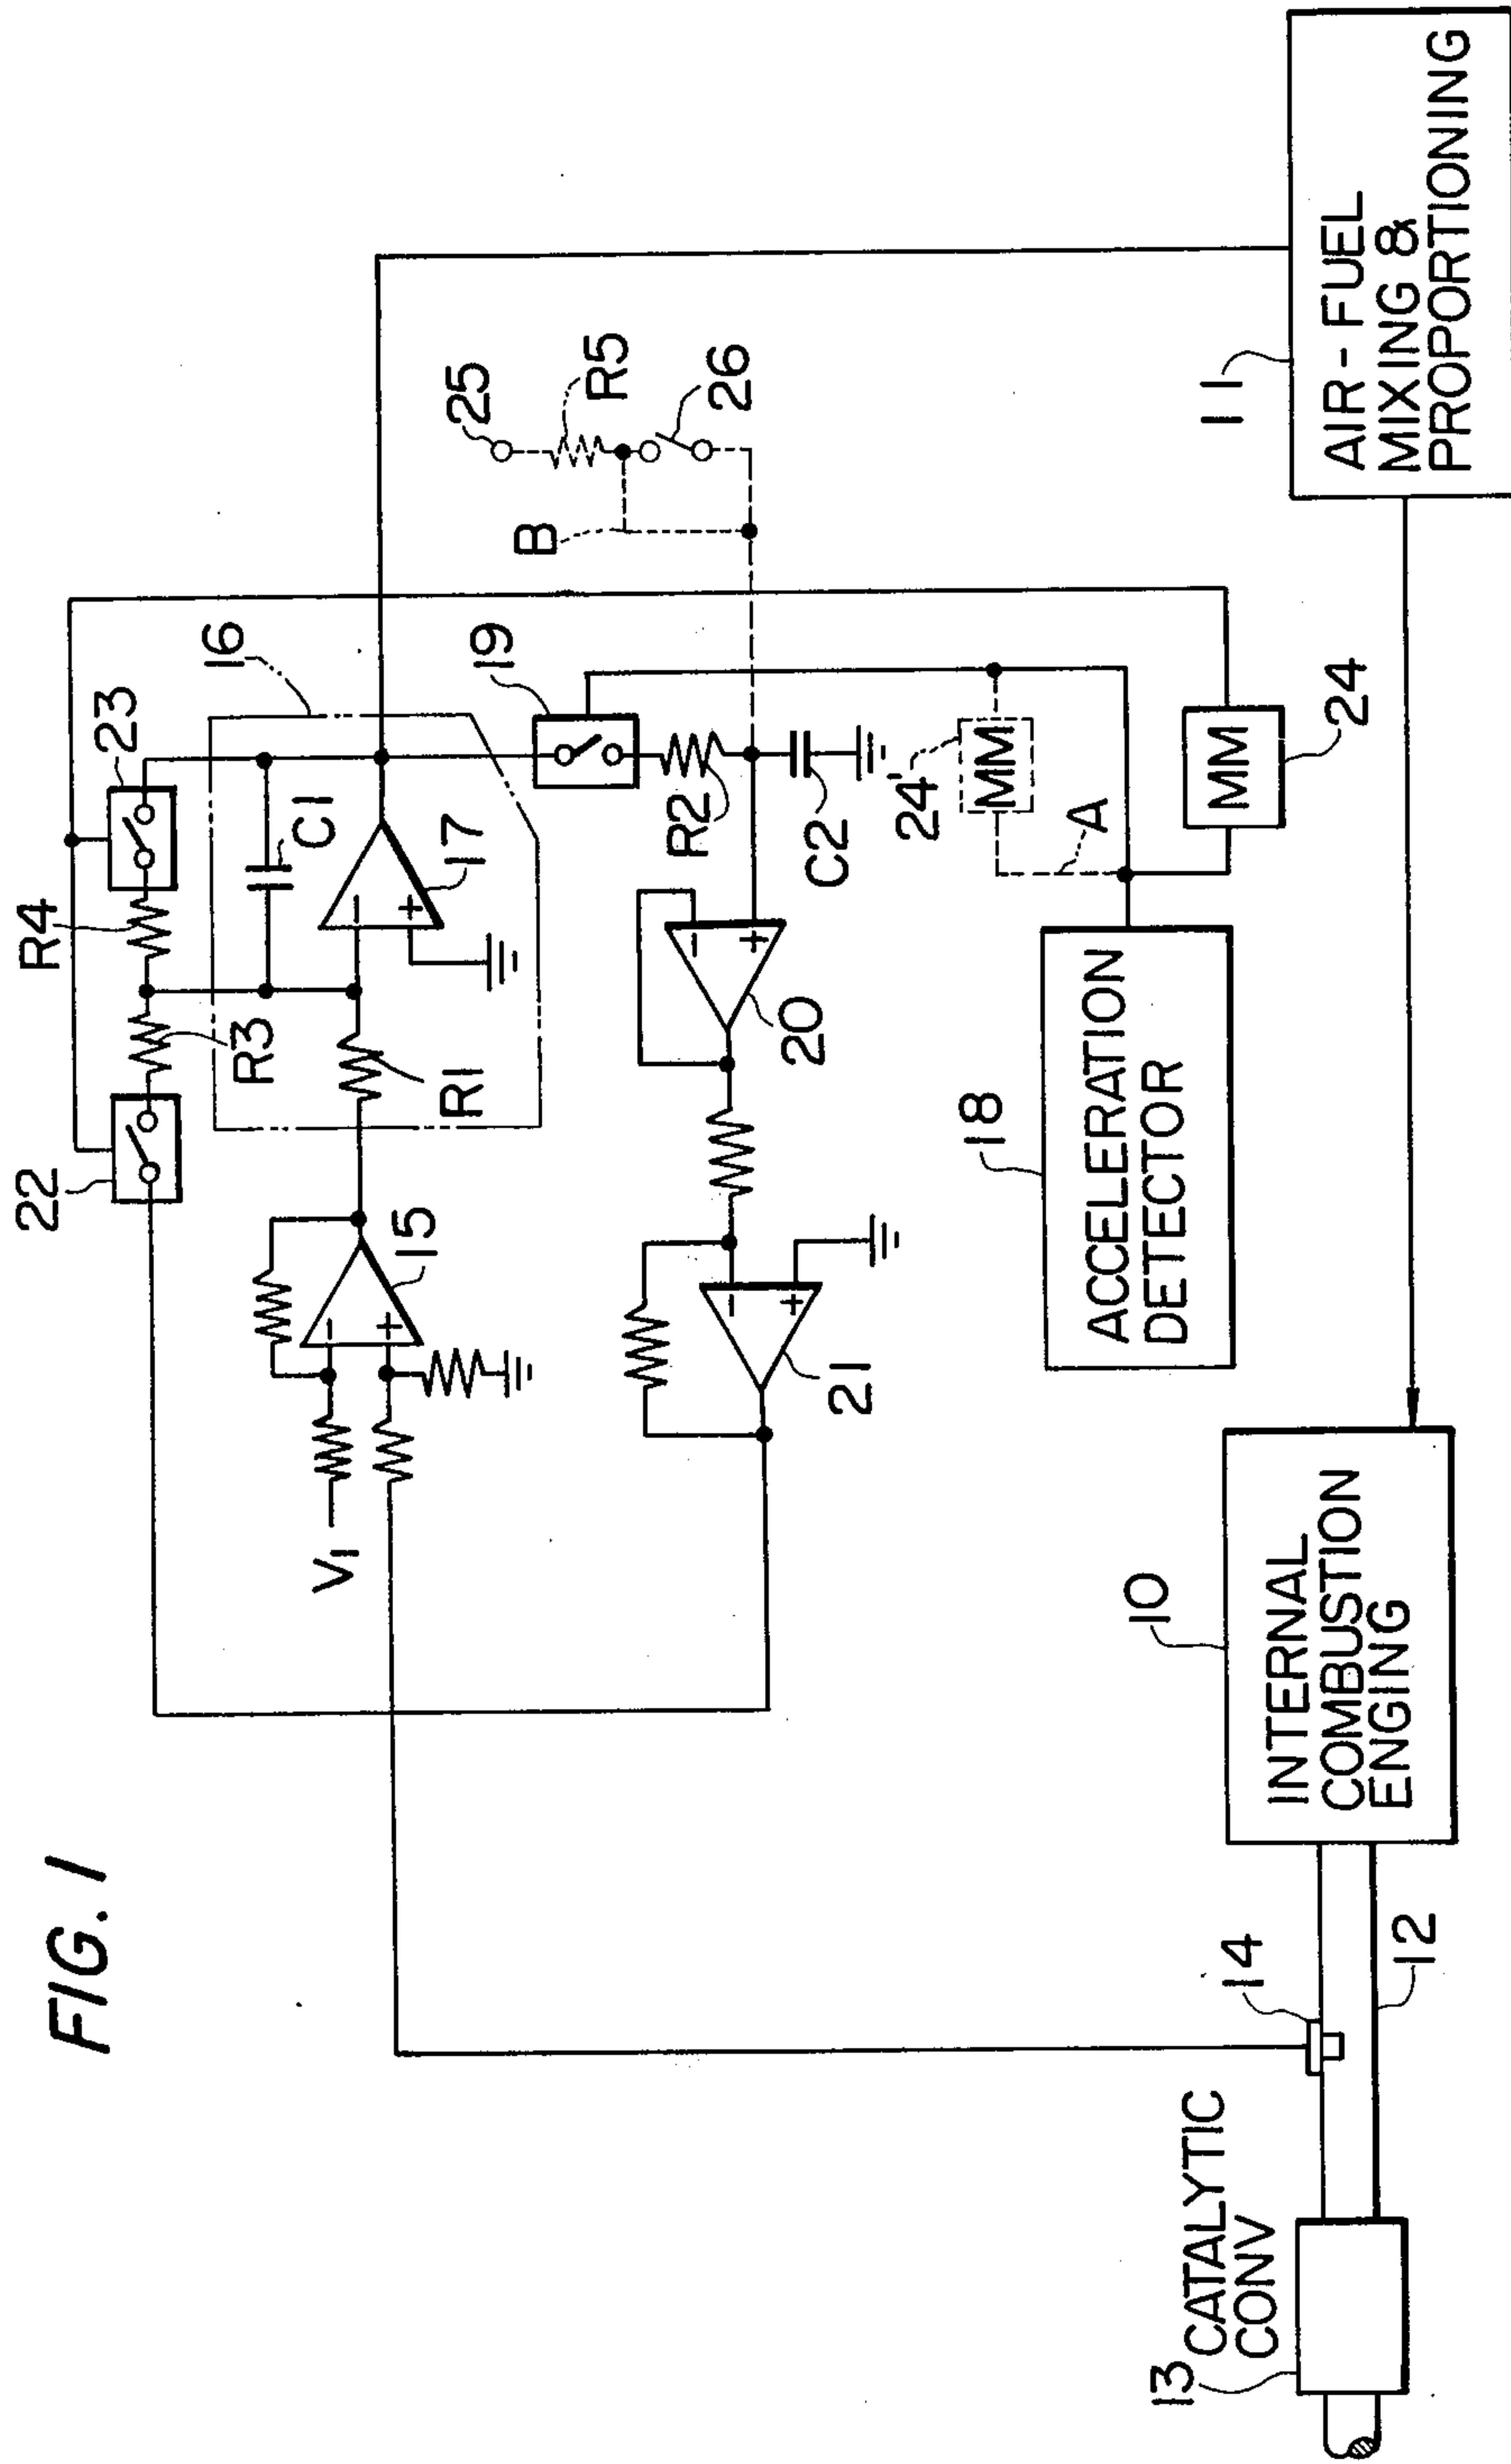 FIG. 1
22
R4
23
R3
16
C1
V1
15
R1
17
19
25
R5
B
26
21
20
R2
C2
24'
MM
A
MM
24
18
ACCELERATION
DETECTOR
11
AIR-FUEL
MIXING &
PROPORTIONING
10
INTERNAL
COMBUSTION
ENGING
14
12
13
CATALYTIC
CONV